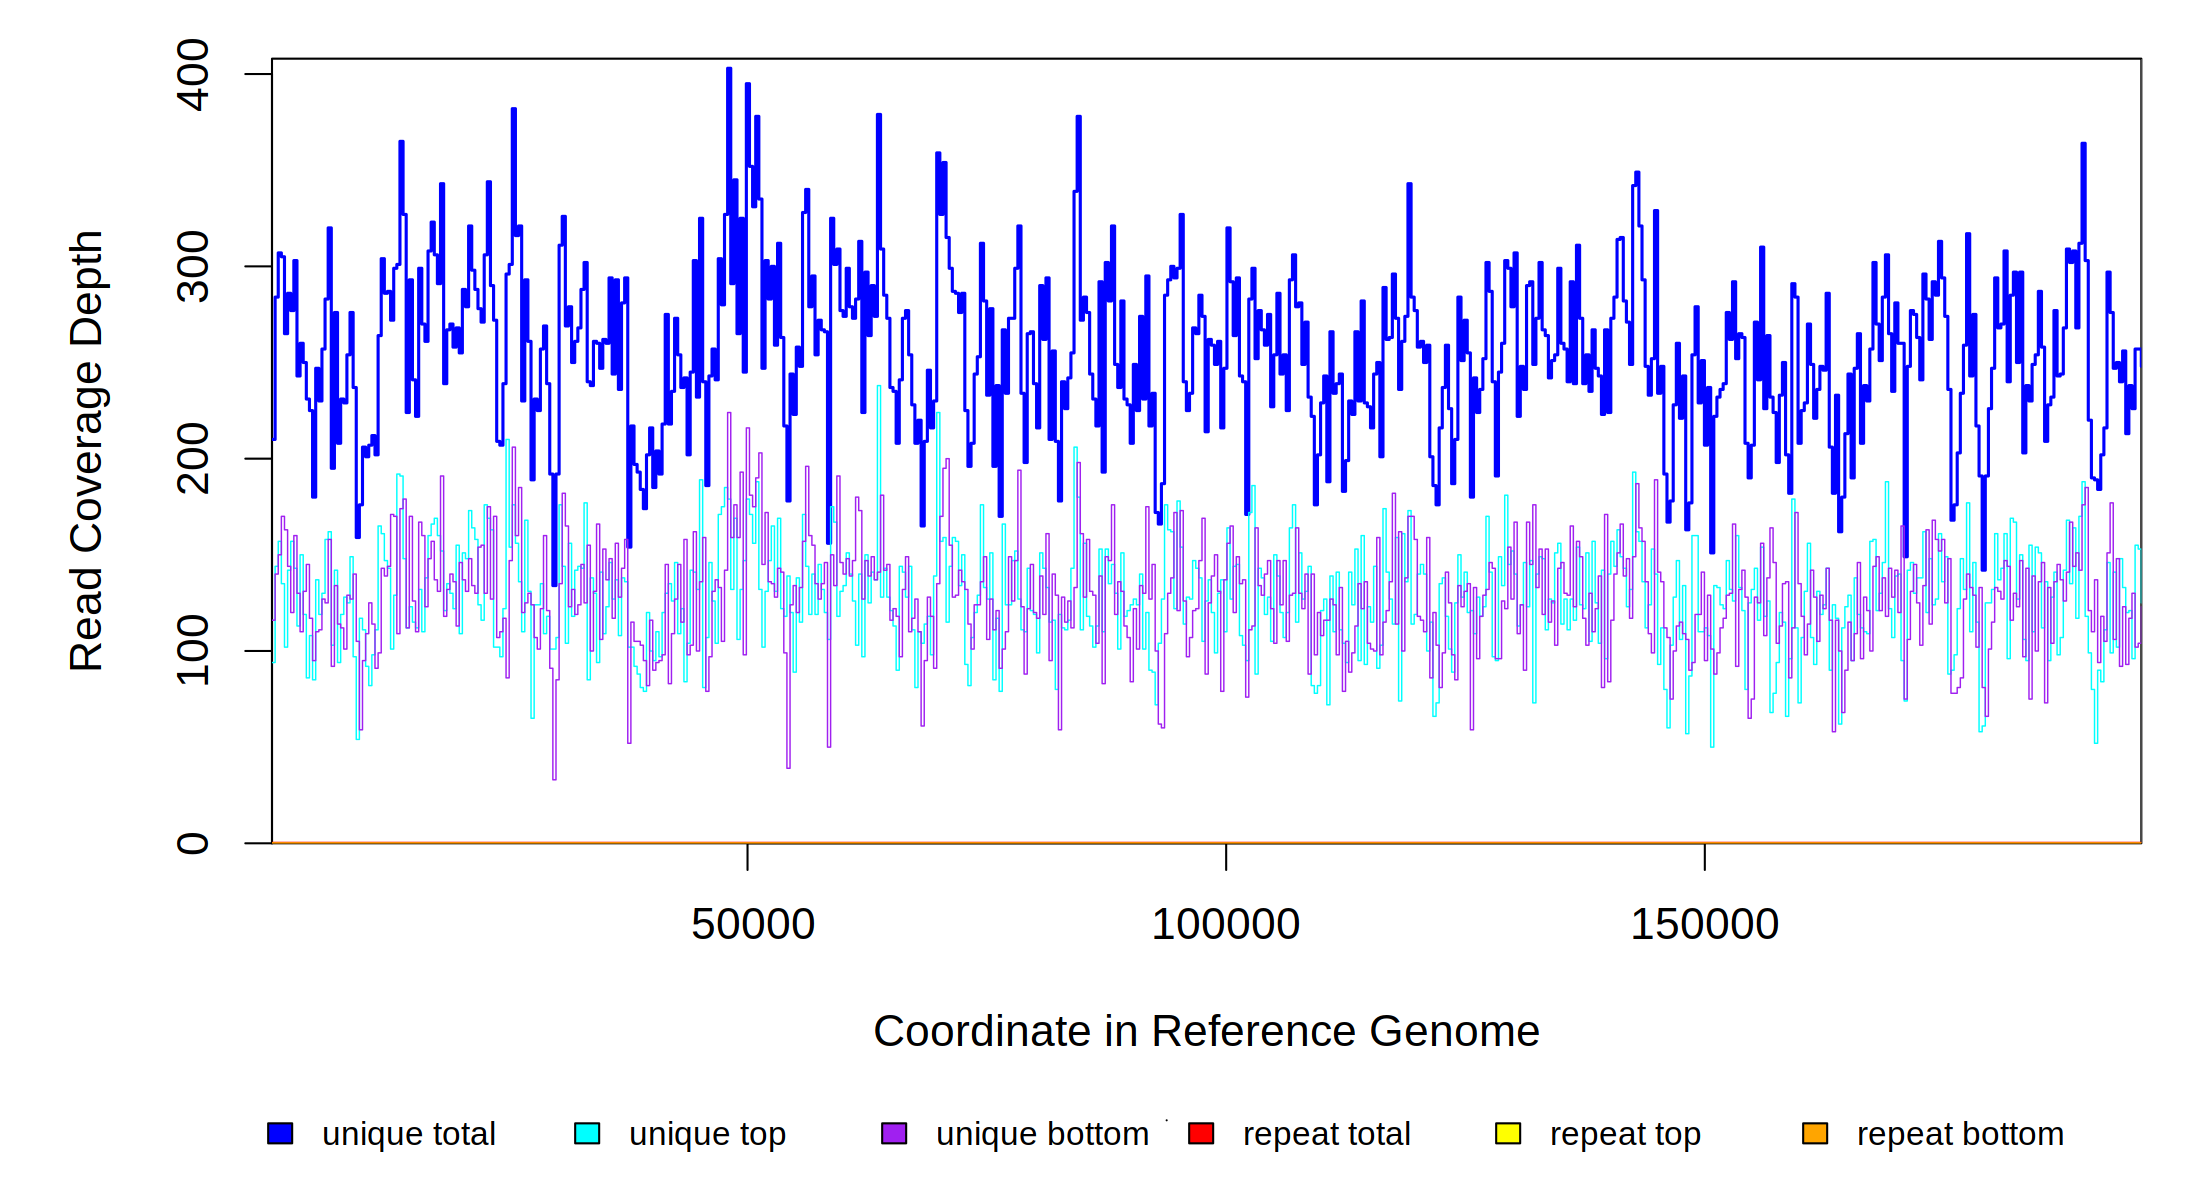 400
300
200
100
0
Read Coverage Depth
50000 100000 150000
Coordinate in Reference Genome
unique total unique top unique bottom repeat total repeat top repeat bottom